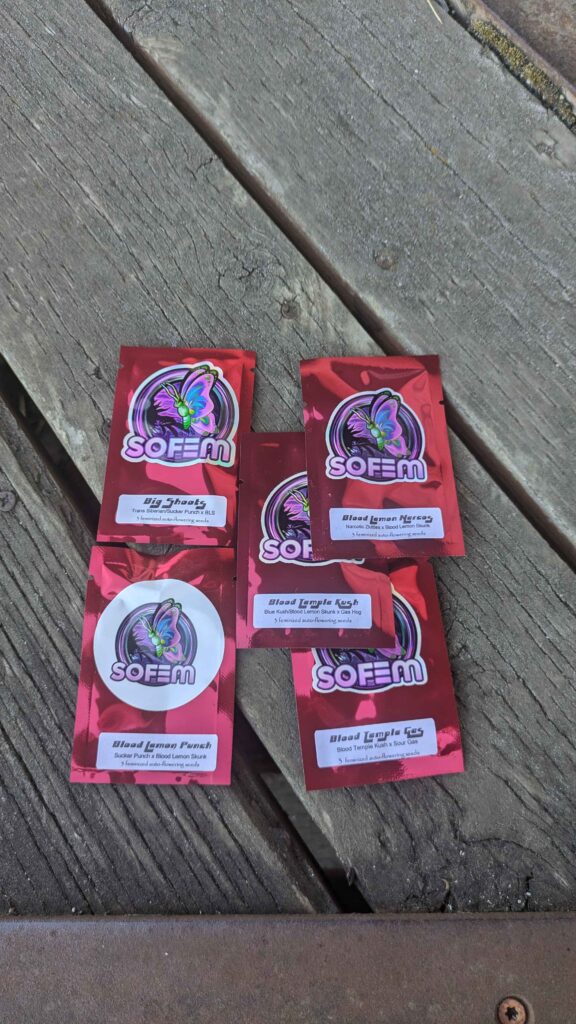 SOFEM
Big Shoots
Trans Siberian/Sucker Punch x RLS
5 feminized auto-flowering seeds
SOFEM
Blood Lemon Narcos
Narcotic Zkittles x Blood Lemon Skunk
5 feminized auto-flowering seeds
SOF
Blood Temple Kush
Blue Kush/Blood Lemon Skunk x Gas Hog
5 feminized auto-flowering seeds
SOFEM
Blood Lemon Punch
Sucker Punch x Blood Lemon Skunk
5 feminized auto-flowering seeds
SOFEM
Blood Temple Gas
Blood Temple Kush x Sour Gas
5 feminized auto-flowering seeds